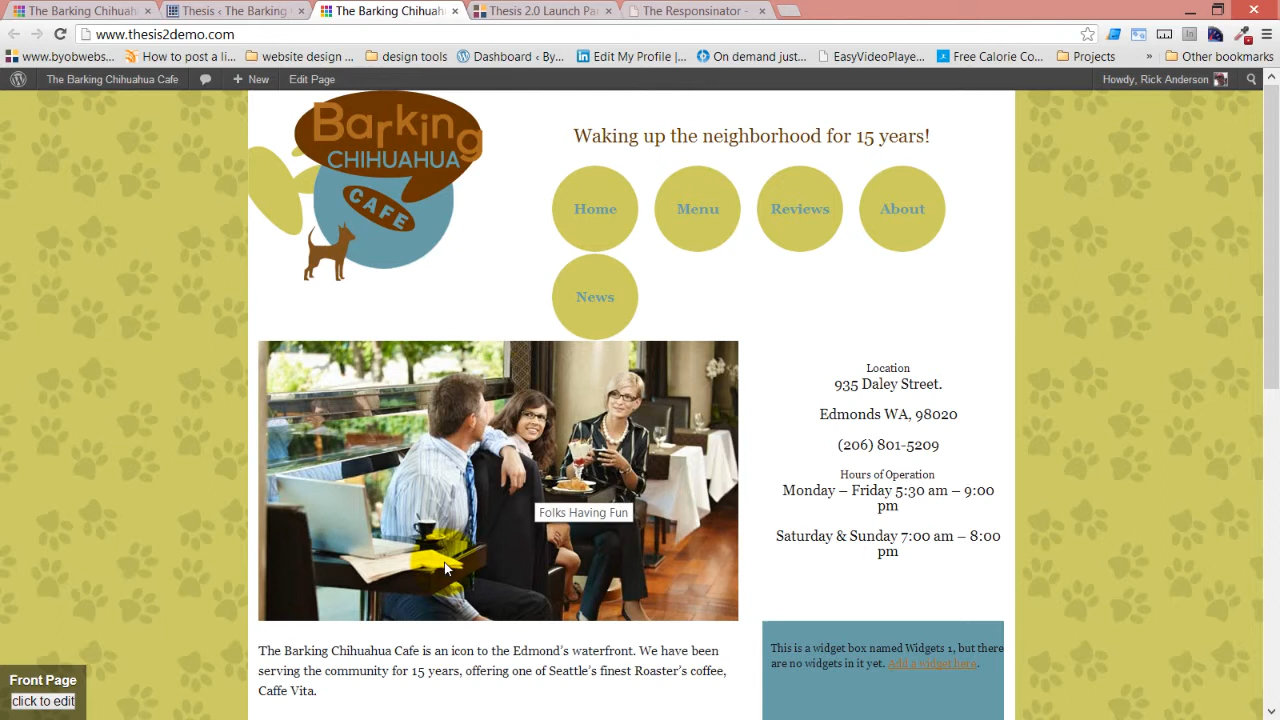 The Barking Chihuah
Thesis ‹ The Barking
The Barking Chihuah
Thesis 2.0 Launch Par
The Responsinator -
www.thesis2demo.com
www.byobwebs...
How to post a li...
website design ...
design tools
Dashboard ‹ By...
Edit My Profile |...
On demand just...
EasyVideoPlaye...
Free Calorie Co...
Projects
»
Other bookmarks
The Barking Chihuahua Cafe
New
Edit Page
Howdy, Rick Anderson
Barking
CHIHUAHUA
CAFE
Waking up the neighborhood for 15 years!
Home
Menu
Reviews
About
News
Location
935 Daley Street.
Edmonds WA, 98020
(206) 801-5209
Hours of Operation
Monday – Friday 5:30 am – 9:00
pm
Saturday & Sunday 7:00 am – 8:00
pm
Folks Having Fun
The Barking Chihuahua Cafe is an icon to the Edmond's waterfront. We have been
serving the community for 15 years, offering one of Seattle's finest Roaster's coffee,
Caffe Vita.
This is a widget box named Widgets 1, but there
are no widgets in it yet. Add a widget here.
Front Page
click to edit